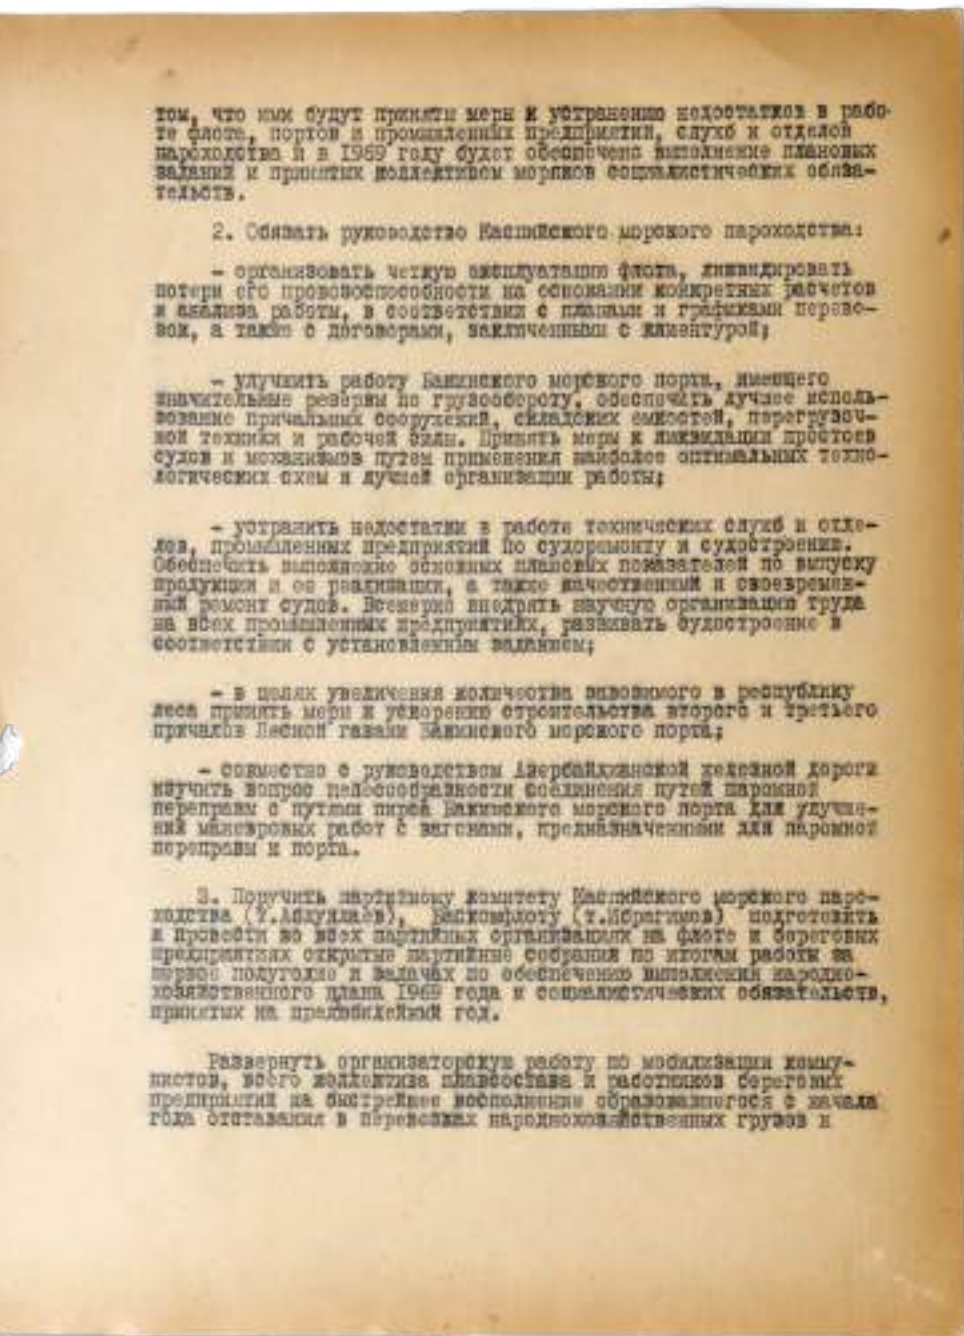 том, что ими будут приняты меры к устранению недостатков в рабо-
те флота, портов и промышленных предприятий, служб и отделов
пароходства и в 1969 году будет обеспечено выполнение плановых
заданий и принятых коллективом моряков социалистических обяза-
тельств.
2. Обязать руководство Каспийского морского пароходства:
- организовать четкую эксплуатацию флота, ликвидировать
потери его провозоспособности на основании конкретных расчетов
и анализа работы, в соответствии с планами и графиками перево-
зок, а также с договорами, заключенными с клиентурой;
- улучшить работу Бакинского морского порта, имеющего
значительные резервы по грузообороту, обеспечить лучшее исполь-
зование причальных сооружений, складских емкостей, перегрузоч-
ной техники и рабочей силы. Принять меры к ликвидации простоев
судов и механизмов путем применения наиболее оптимальных техно-
логических схем и лучшей организации работы;
- устранить недостатки в работе технических служб и отде-
лов, промышленных предприятий по судоремонту и судостроению.
Обеспечить выполнение основных плановых показателей по выпуску
продукции и ее реализации, а также качественный и своевремен-
ный ремонт судов. Всемерно внедрять научную организацию труда
на всех промышленных предприятиях, развивать судостроение в
соответствии с установленным заданием;
- в целях увеличения количества завозимого в республику
леса принять меры к ускорению строительства второго и третьего
причалов Лесной гавани Бакинского морского порта;
- совместно с руководством Азербайджанской железной дороги
изучить вопрос целесообразности соединения путей паромной
переправы с путями пирса Бакинского морского порта для улучше-
ния маневровых работ с вагонами, предназначенными для паромной
переправы и порта.
3. Поручить партийному комитету Каспийского морского паро-
ходства (т.Абдуллаев), Баскомфлоту (т.Ибрагимов) подготовить
и провести во всех партийных организациях на флоте и береговых
предприятиях открытые партийные собрания по итогам работы за
первое полугодие и задачах по обеспечению выполнения народно-
хозяйственного плана 1969 года и социалистических обязательств,
принятых на предюбилейный год.
Развернуть организаторскую работу по мобилизации комму-
нистов, всего коллектива плавсостава и работников береговых
предприятий на быстрейшее восполнение образовавшегося с начала
года отставания в перевозках народнохозяйственных грузов и